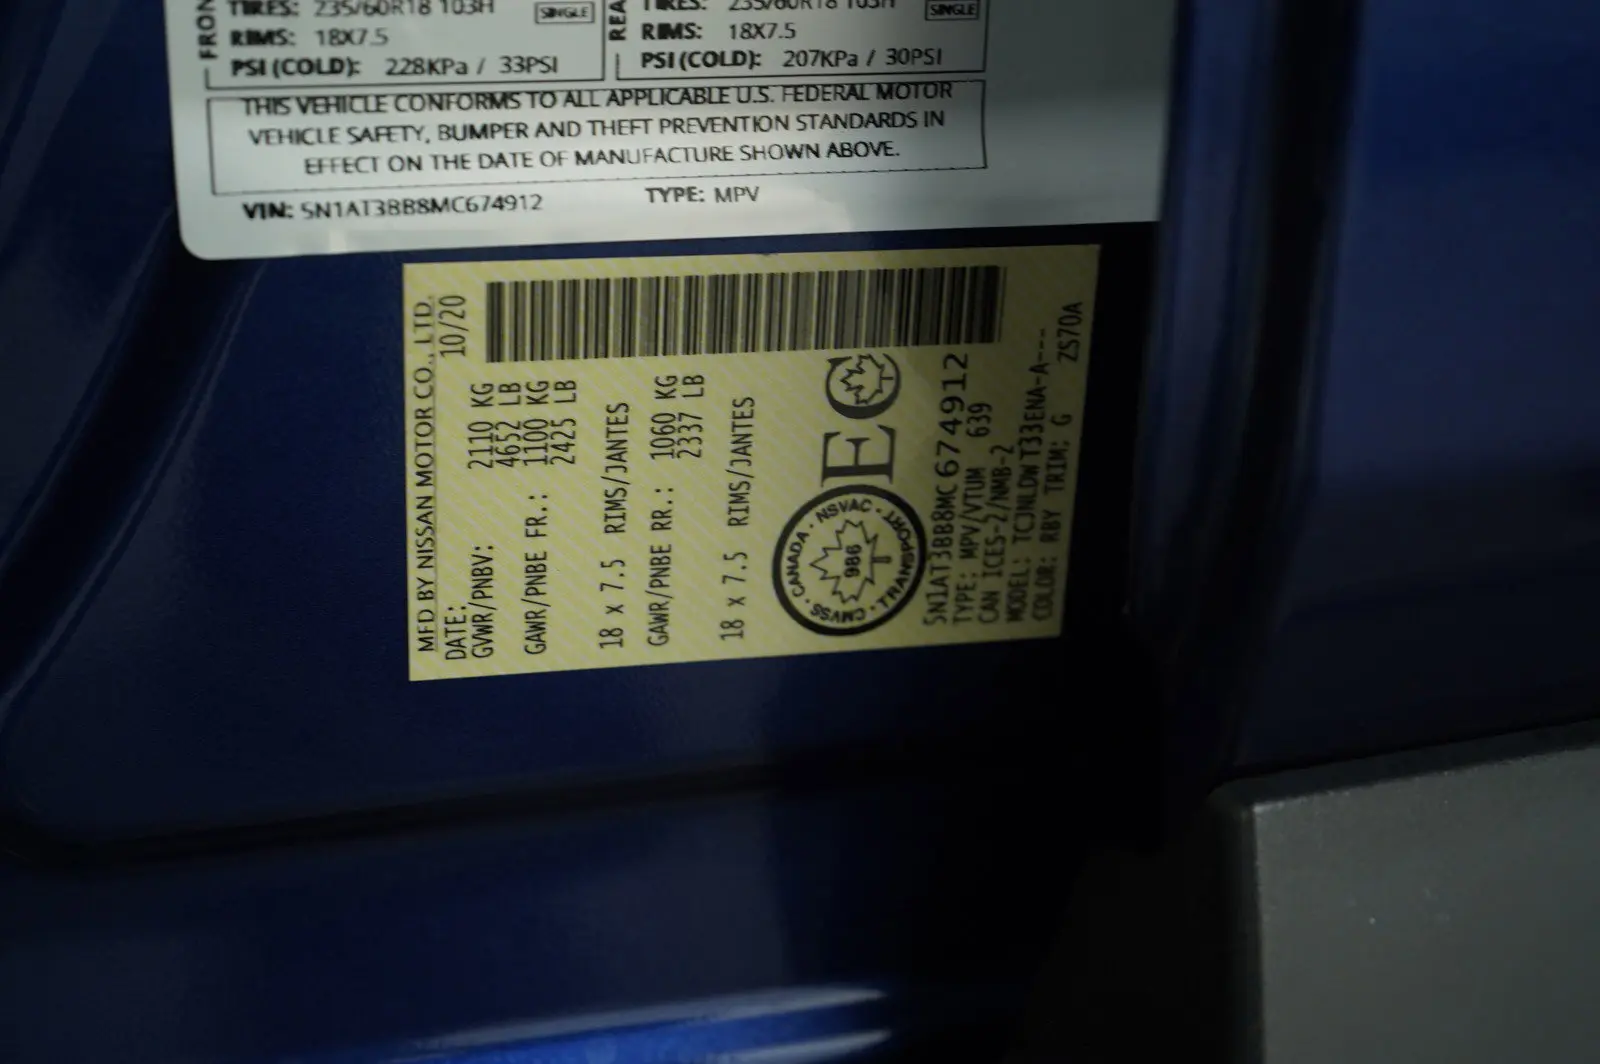 FRON
TIRES: 235/60R18 103H
SINGLE
RIMS: 18X7.5
PSI (COLD): 228KPa / 33PSI
REA
TIRES: 235/60R18 103H
SINGLE
RIMS: 18X7.5
PSI (COLD): 207KPa / 30PSI
THIS VEHICLE CONFORMS TO ALL APPLICABLE U.S. FEDERAL MOTOR
VEHICLE SAFETY, BUMPER AND THEFT PREVENTION STANDARDS IN
EFFECT ON THE DATE OF MANUFACTURE SHOWN ABOVE.
VIN: 5N1AT3BB8MC674912 TYPE: MPV
MFD BY NISSAN MOTOR CO., LTD.
DATE: 10/20
GVWR/PNBV: 2110 KG
4652 LB
GAWR/PNBE FR.: 1100 KG
2425 LB
18 x 7.5 RIMS/JANTES
GAWR/PNBE RR.: 1060 KG
2337 LB
18 x 7.5 RIMS/JANTES
CANADA · NSVAC · TRANSPORT · CMVSS ·
986
T
EC
5N1AT3BB8MC674912
TYPE: MPV/VTUM 639
CAN ICES-2/NMB-2
MODEL: TCJNLDWT33ENA-A---
COLOR: RBY TRIM: G ZS70A